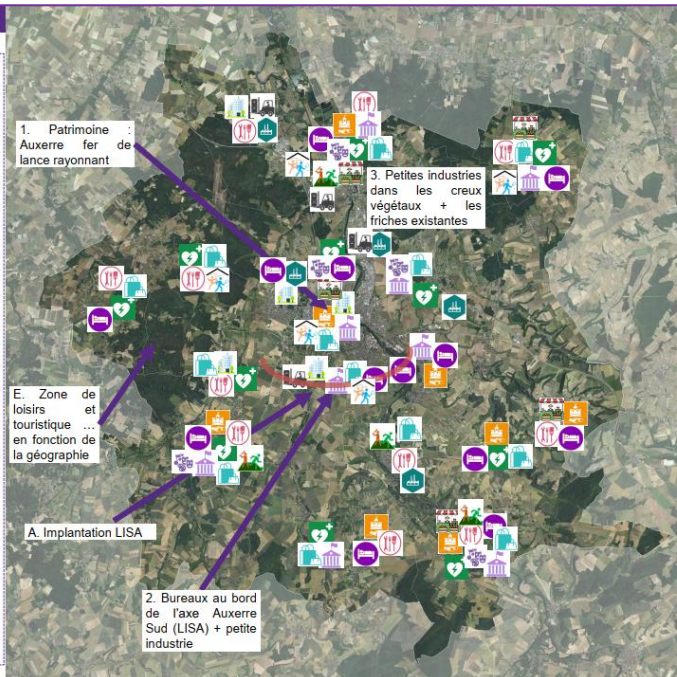 1. Patrimoine :
Auxerre fer de
lance rayonnant
3. Petites industries
dans les creux
végétaux + les
friches existantes
E. Zone de
loisirs et
touristique ...
en fonction de
la géographie
A. Implantation LISA
2. Bureaux au bord
de l'axe Auxerre
Sud (LISA) + petite
industrie